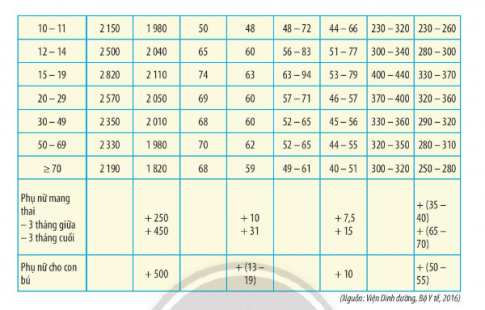 10 – 11 2 150 1 980 50 48 48 – 72 44 – 66 230 – 320 230 – 260
12 – 14 2 500 2 040 65 60 56 – 83 51 – 77 300 – 340 280 – 300
15 – 19 2 820 2 110 74 63 63 – 94 53 – 79 400 – 440 330 – 370
20 – 29 2 570 2 050 69 60 57 – 71 46 – 57 370 – 400 320 – 360
30 – 49 2 350 2 010 68 60 52 – 65 45 – 56 330 – 360 290 – 320
50 – 69 2 330 1 980 70 62 52 – 65 44 – 55 320 – 350 280 – 310
≥ 70 2 190 1 820 68 59 49 – 61 40 – 51 300 – 320 250 – 280
Phụ nữ mang
thai + (35 –
– 3 tháng giữa + 250 + 10 + 7,5 40)
– 3 tháng cuối + 450 + 31 + 15 + (65 –
70)
Phụ nữ cho con + (13 – + (50 –
bú + 500 19) + 10 55)
(Nguồn: Viện Dinh dưỡng, Bộ Y tế, 2016)